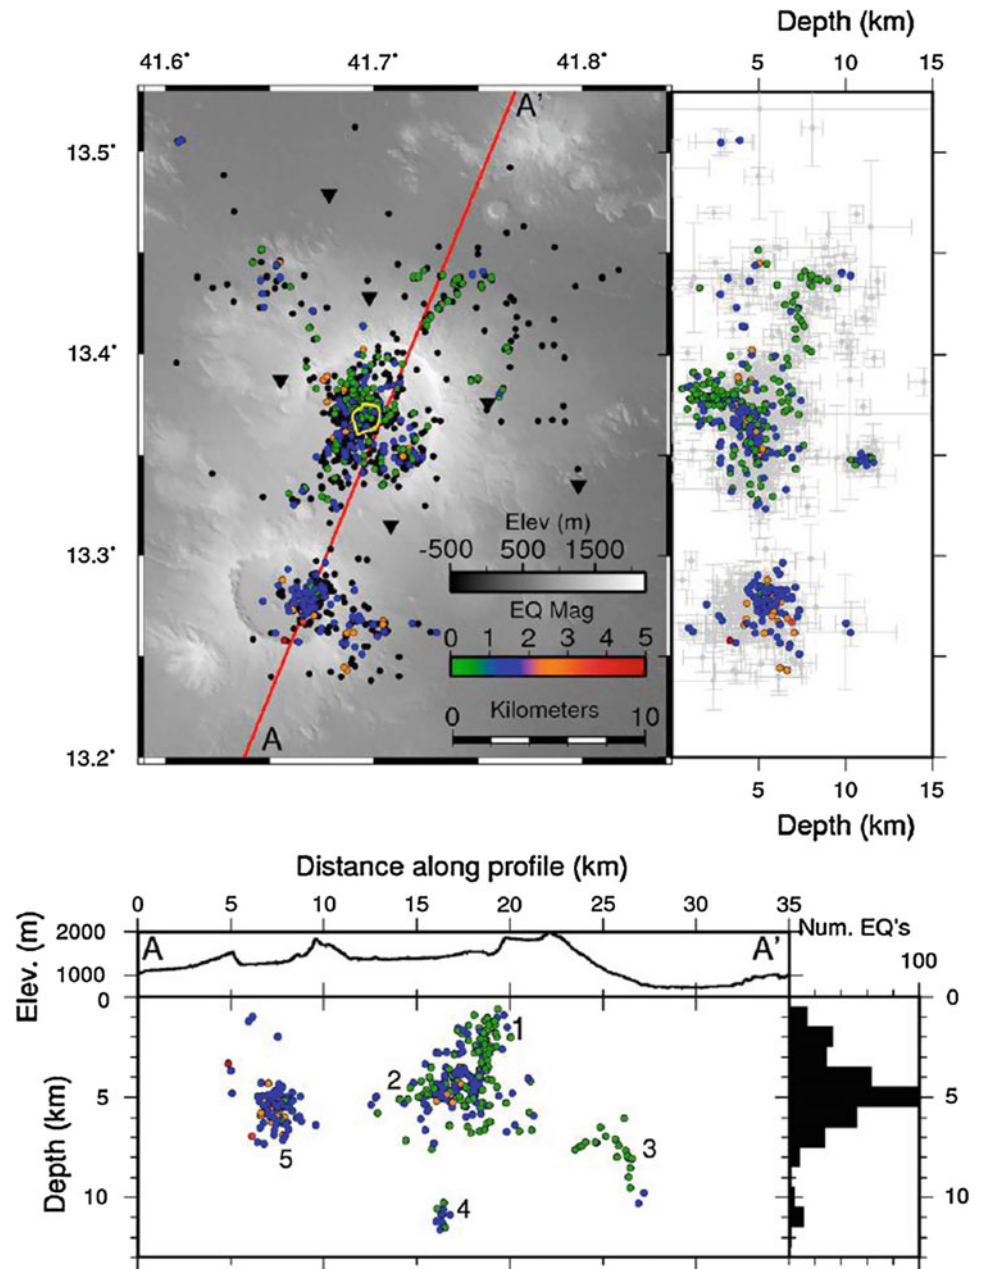 Depth (km)
41.6° 41.7° 41.8° 5 10 15
A'
13.5°
13.4°
13.3°
13.2°
Elev (m)
-500 500 1500
EQ Mag
0 1 2 3 4 5
Kilometers
0 10
A
5 10 15
Depth (km)
Distance along profile (km)
0 5 10 15 20 25 30 35
Num. EQ's
100
Elev. (m)
2000
1000
A A'
0 0
1
2
3
4
5
5 5
10 10
Depth (km)